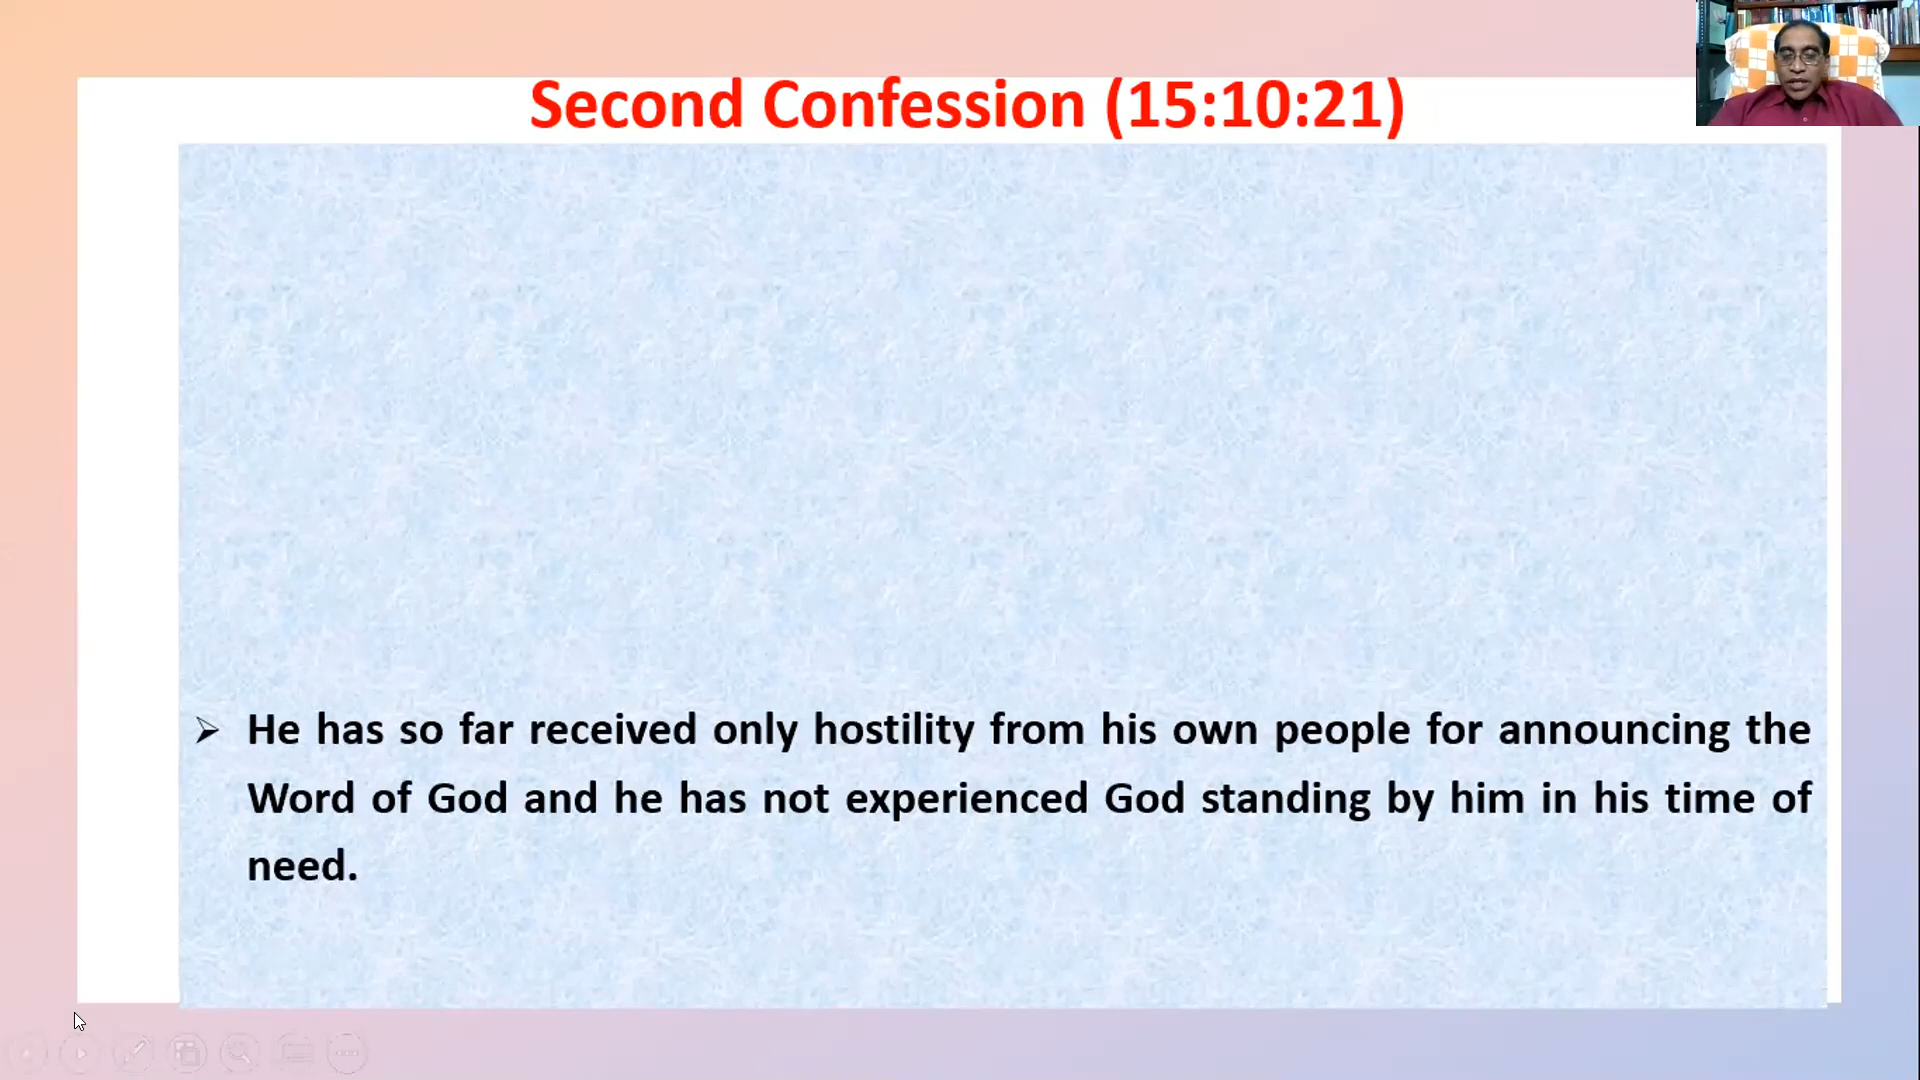 Second Confession (15:10:21)
➢ He has so far received only hostility from his own people for announcing the
Word of God and he has not experienced God standing by him in his time of
need.